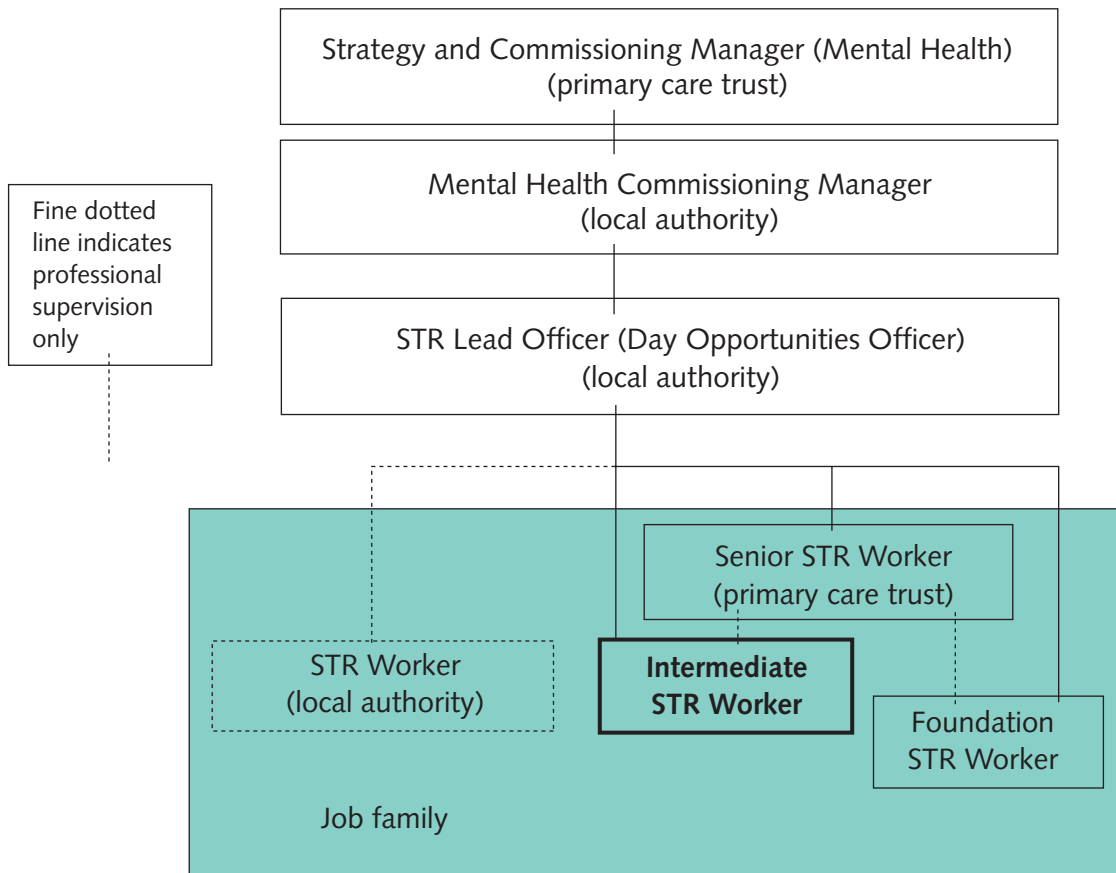 Strategy and Commissioning Manager (Mental Health)
(primary care trust)
Mental Health Commissioning Manager
(local authority)
Fine dotted
line indicates
professional
supervision
only
STR Lead Officer (Day Opportunities Officer)
(local authority)
Senior STR Worker
(primary care trust)
STR Worker
(local authority)
Intermediate
STR Worker
Foundation
STR Worker
Job family